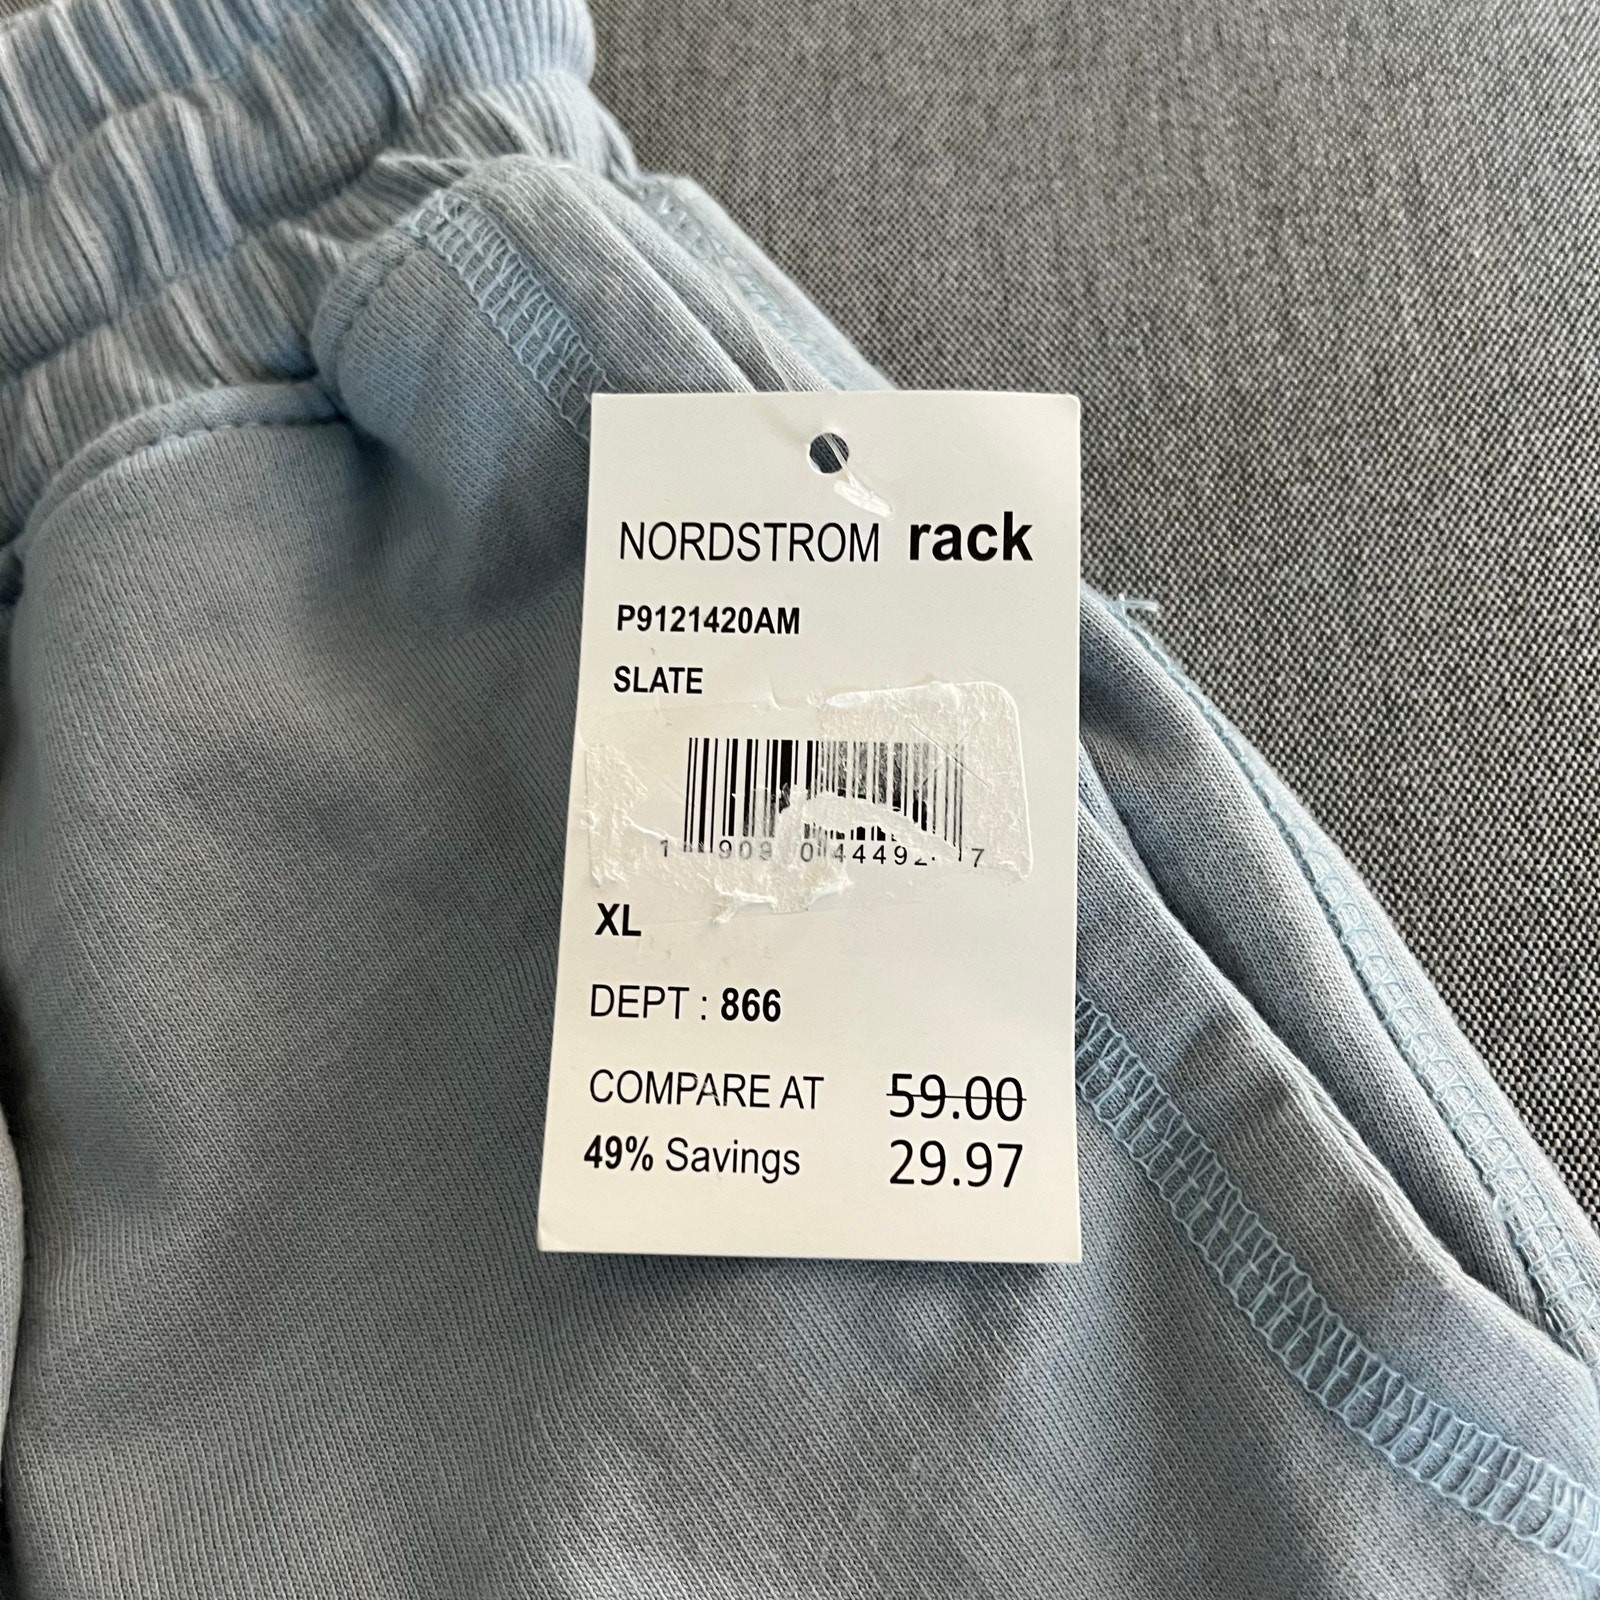 NORDSTROM rack
P9121420AM
SLATE
XL
DEPT : 866
COMPARE AT 59.00
49% Savings 29.97